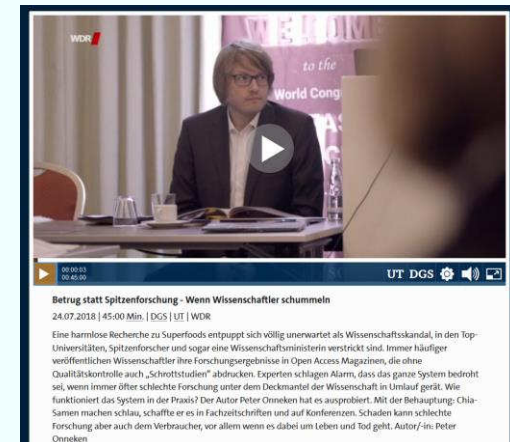 WDR
to the
World Cong
00:00:03
00:45:00
UT DGS
Betrug statt Spitzenforschung - Wenn Wissenschaftler schummeln
24.07.2018 | 45:00 Min. | DGS | UT | WDR
Eine harmlose Recherche zu Superfoods entpuppt sich völlig unerwartet als Wissenschaftsskandal, in den Top-
Universitäten, Spitzenforscher und sogar eine Wissenschaftsministerin verstrickt sind. Immer häufiger
veröffentlichen Wissenschaftler ihre Forschungsergebnisse in Open Access Magazinen, die ohne
Qualitätskontrolle auch „Schrottstudien" abdrucken. Experten schlagen Alarm, dass das ganze System bedroht
sei, wenn immer öfter schlechte Forschung unter dem Deckmantel der Wissenschaft in Umlauf gerät. Wie
funktioniert das System in der Praxis? Der Autor Peter Onneken hat es ausprobiert. Mit der Behauptung: Chia-
Samen machen schlau, schaffte er es in Fachzeitschriften und auf Konferenzen. Schaden kann schlechte
Forschung aber auch dem Verbraucher, vor allem wenn es dabei um Leben und Tod geht. Autor/-in: Peter
Onneken